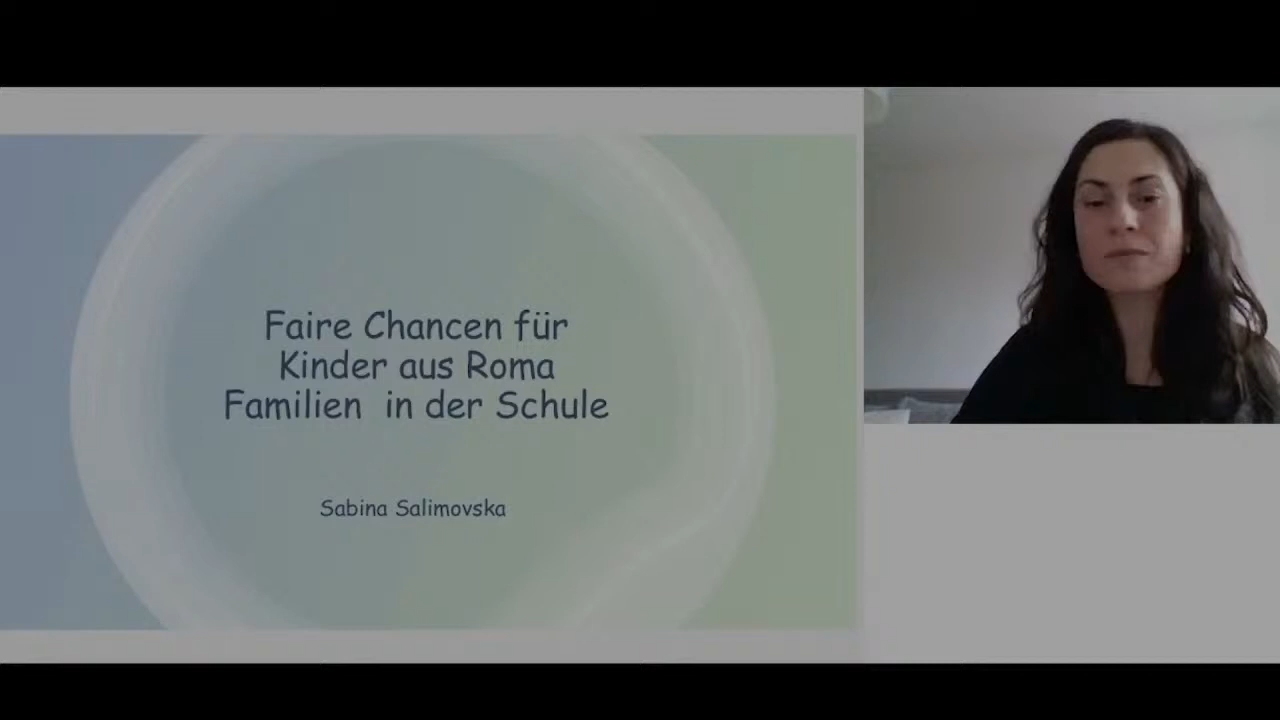 Faire Chancen für
Kinder aus Roma
Familien in der Schule
Sabina Salimovska